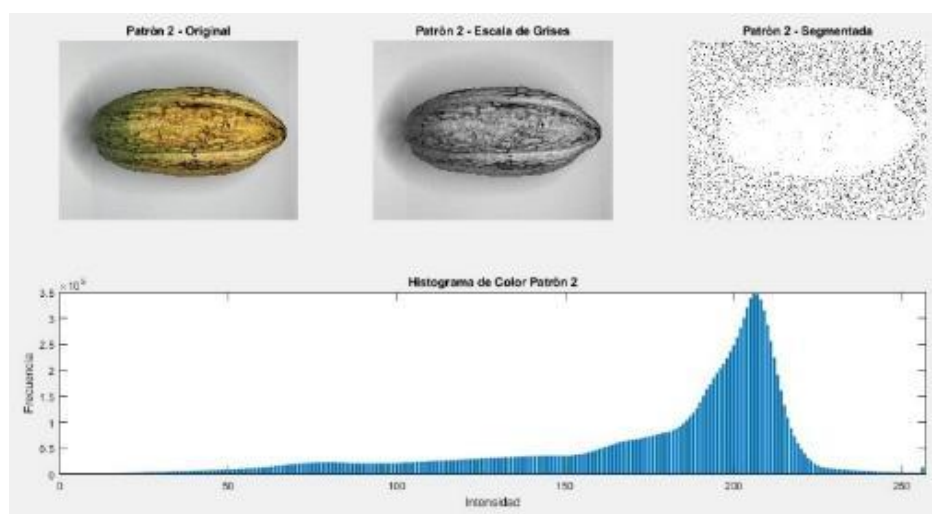 Patrón 2 - Original
Patrón 2 - Escala de Grises
Patrón 2 - Segmentada
Histograma de Color Patrón 2
3.5 ×10⁵
3
2.5
2
1.5
1
0.5
0
Frecuencia
0 50 100 150 200 250
Intensidad